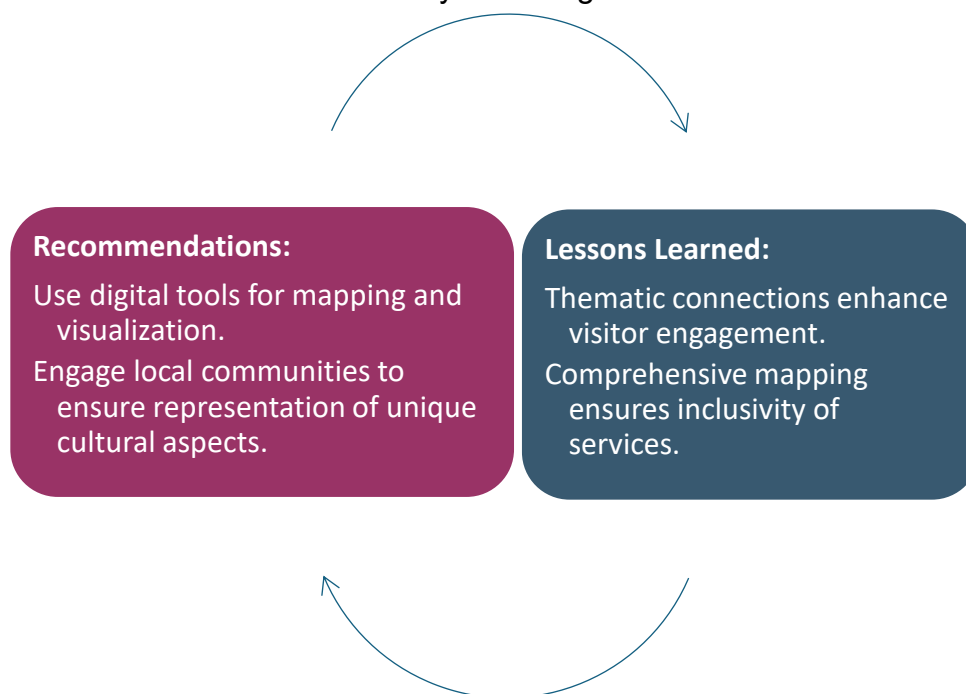 Recommendations:
Use digital tools for mapping and
visualization.
Engage local communities to
ensure representation of unique
cultural aspects.
Lessons Learned:
Thematic connections enhance
visitor engagement.
Comprehensive mapping
ensures inclusivity of
services.